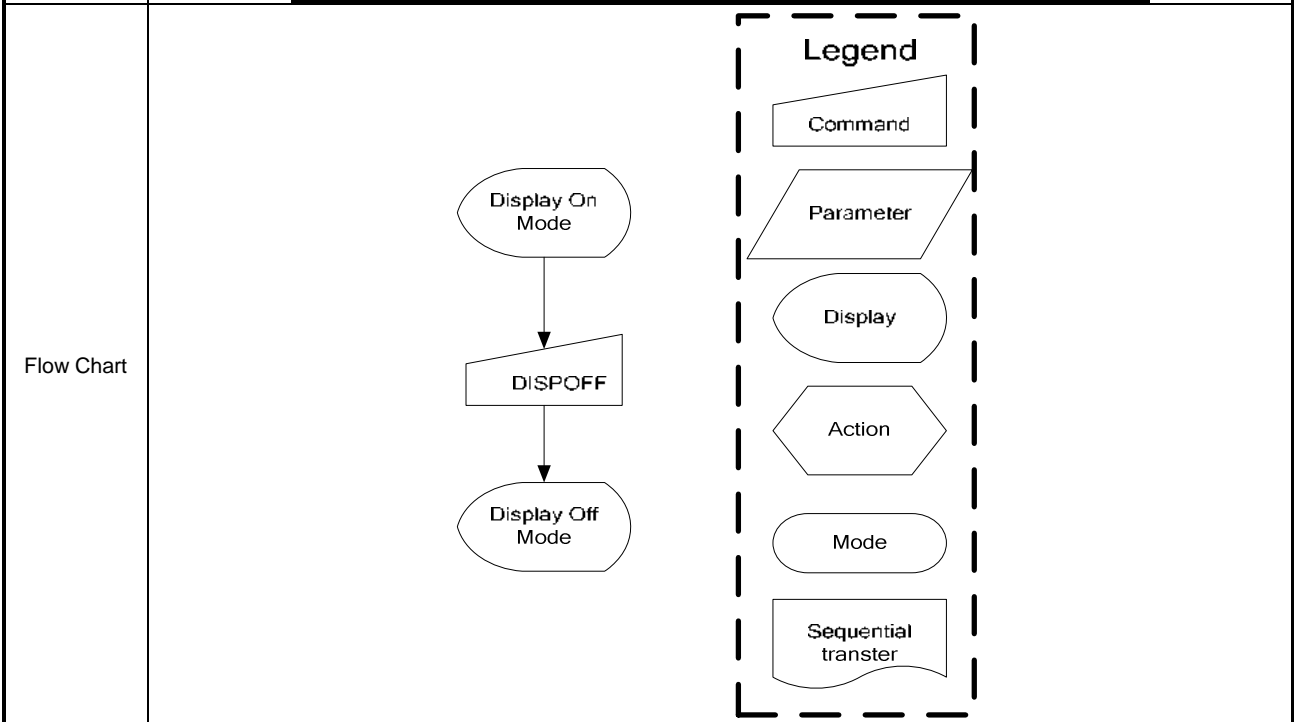 Flow Chart
Display On
Mode
DISPOFF
Display Off
Mode
Legend
Command
Parameter
Display
Action
Mode
Sequential
transter